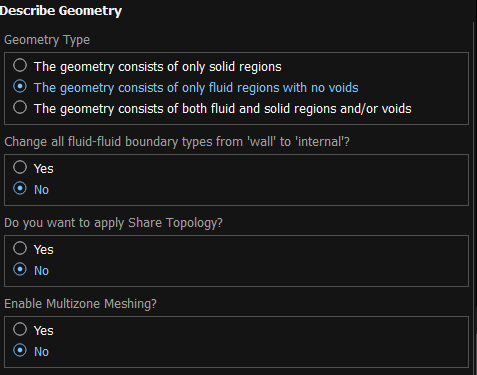 Describe Geometry
Geometry Type
The geometry consists of only solid regions
The geometry consists of only fluid regions with no voids
The geometry consists of both fluid and solid regions and/or voids
Change all fluid-fluid boundary types from 'wall' to 'internal'?
Yes
No
Do you want to apply Share Topology?
Yes
No
Enable Multizone Meshing?
Yes
No